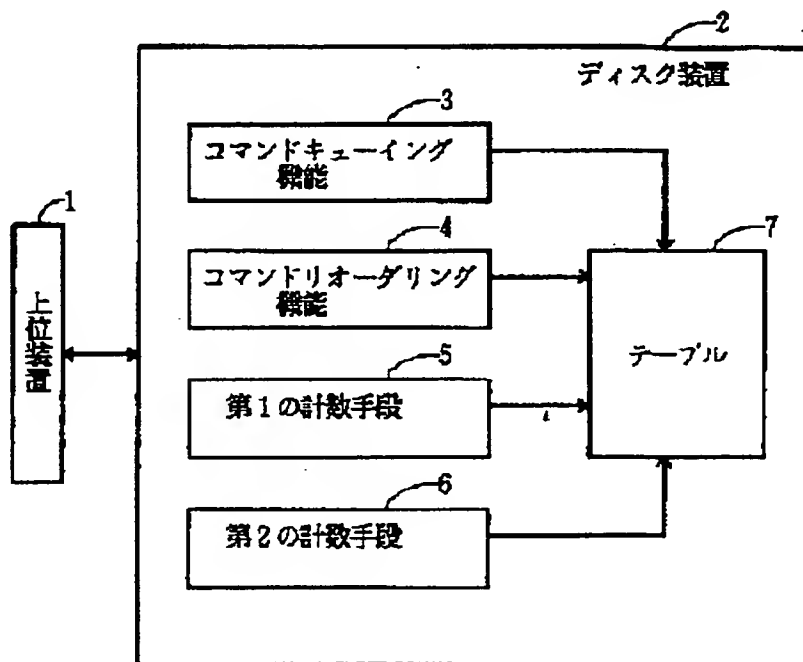 2
ディスク装置
3
コマンドキューイング
機能
1
上位装置
4
コマンドリオーダリング
機能
7
テーブル
5
第1の計数手段
6
第2の計数手段